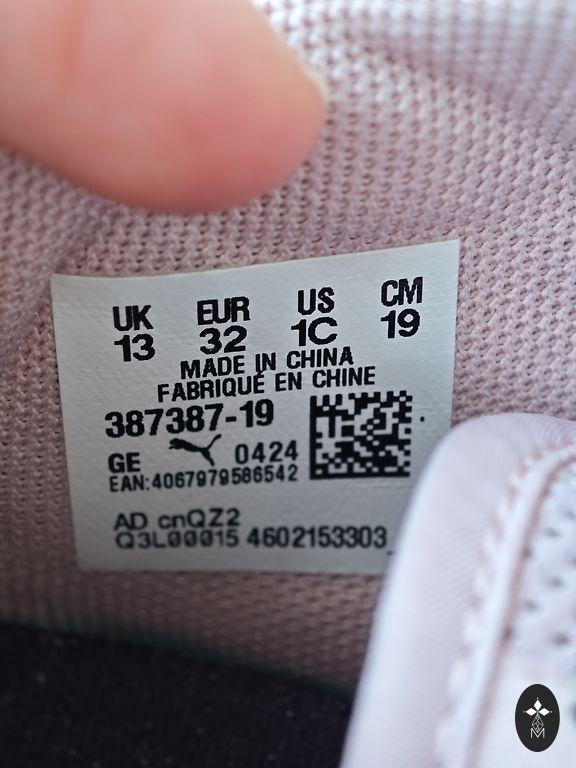 UK EUR US CM
13 32 1C 19
MADE IN CHINA
FABRIQUÉ EN CHINE
387387-19
GE 0424
EAN:4067979586542
AD cnQZ2
Q3L00015 4602153303
M